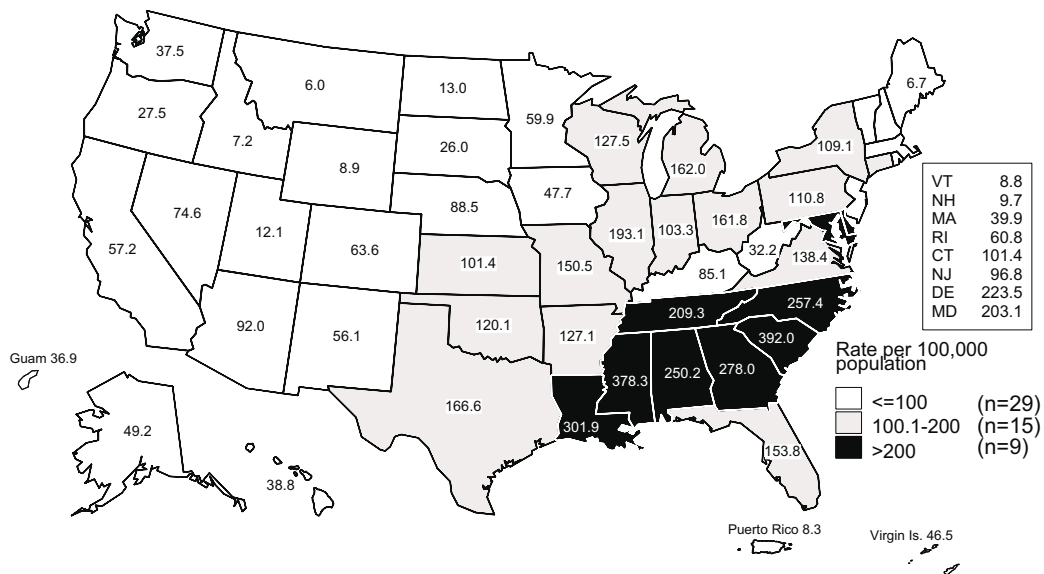 37.5
6.0
13.0
6.7
27.5
59.9
127.5
7.2
26.0
109.1
8.9
162.0
VT 8.8
NH 9.7
MA 39.9
RI 60.8
CT 101.4
NJ 96.8
DE 223.5
MD 203.1
47.7
110.8
74.6
88.5
161.8
12.1
193.1
103.3
57.2
63.6
32.2
138.4
101.4
150.5
85.1
257.4
209.3
92.0
56.1
120.1
127.1
392.0
Guam 36.9
Rate per 100,000
population
<=100 (n=29)
100.1-200 (n=15)
>200 (n=9)
378.3
250.2
278.0
166.6
49.2
301.9
153.8
38.8
Puerto Rico 8.3
Virgin Is. 46.5